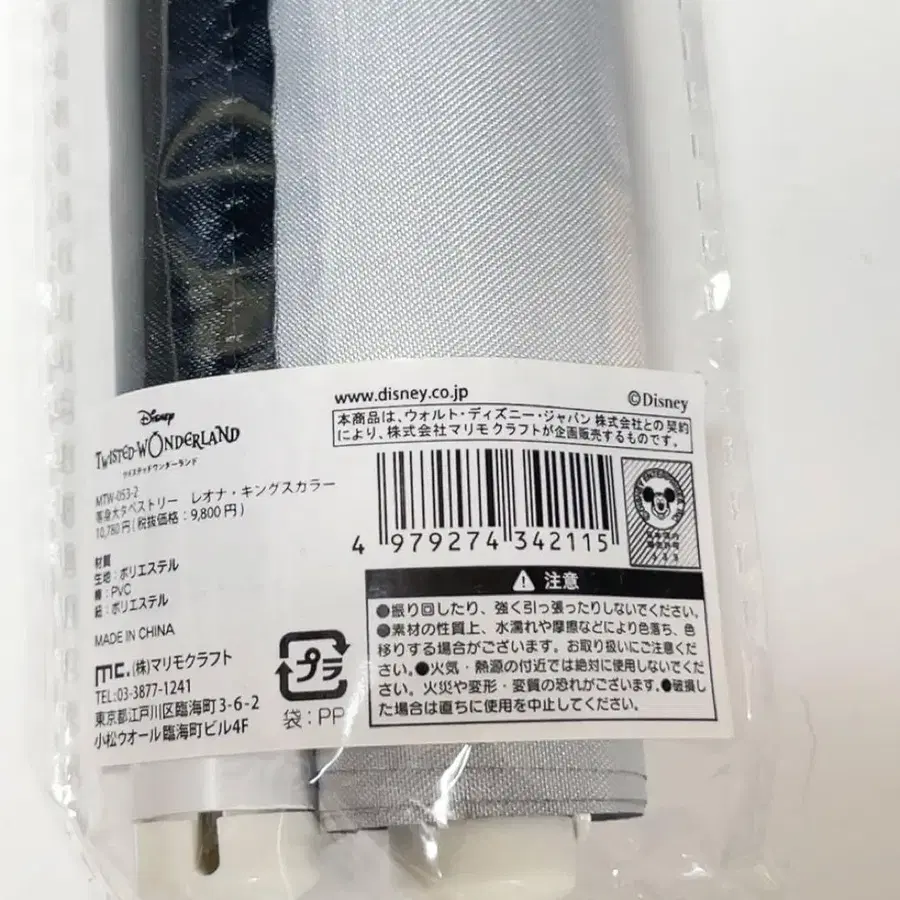 Disney
TWISTED-WONDERLAND
ツイステッドワンダーランド
MTW-053-2
等身大タペストリー レオナ・キングスカラー
10,780円(税抜価格:9,800円)
材質
生地:ポリエステル
棒:PVC
紐:ポリエステル
MADE IN CHINA
mc.(株)マリモクラフト
TEL:03-3877-1241
東京都江戸川区臨海町3-6-2
小松ウオール臨海町ビル4F
プラ
袋:PP
www.disney.co.jp
©Disney
本商品は、ウォルト・ディズニー・ジャパン株式会社との契約
により、株式会社マリモクラフトが企画販売するものです。
4 979274 342115
注意
●振り回したり、強く引っ張ったりしないでください。
●素材の性質上、水濡れや摩擦などにより色落ち、色
移りする場合がございます。お取り扱いにご注意くださ
い。●火気・熱源の付近では絶対に使用しないでくださ
い。火災や変形・変質の恐れがございます。●破損し
た場合は直ちに使用を中止してください。